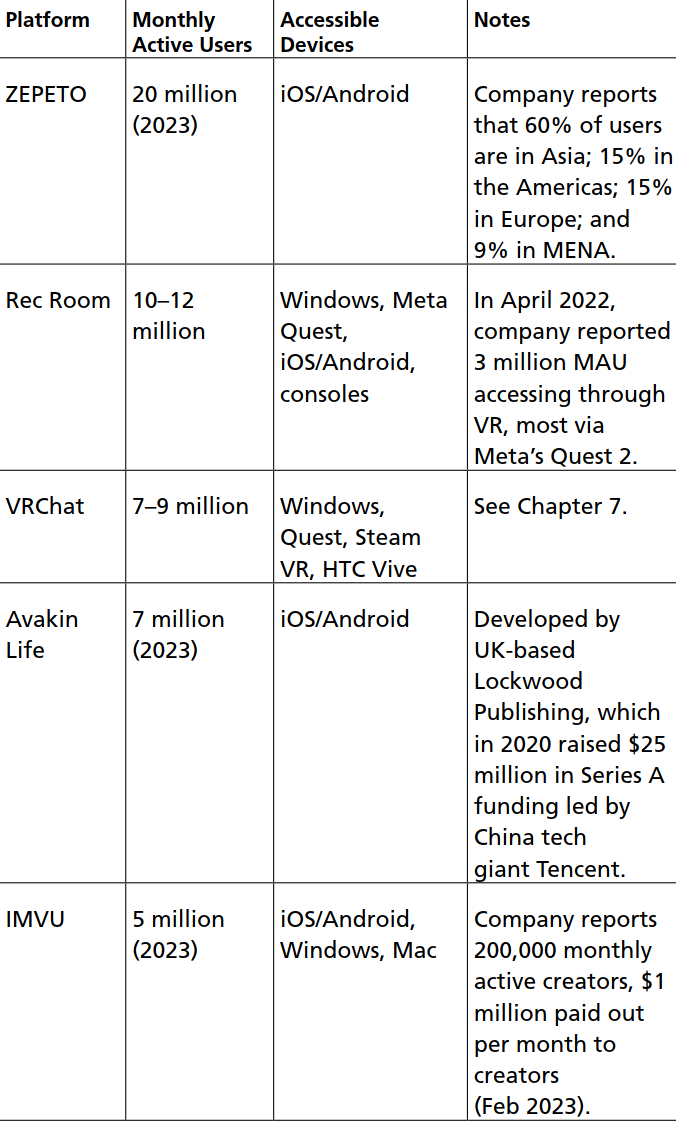 Platform
Monthly
Active Users
Accessible
Devices
Notes
ZEPETO
20 million
(2023)
iOS/Android
Company reports
that 60% of users
are in Asia; 15% in
the Americas; 15%
in Europe; and
9% in MENA.
Rec Room
10–12
million
Windows, Meta
Quest,
iOS/Android,
consoles
In April 2022,
company reported
3 million MAU
accessing through
VR, most via
Meta’s Quest 2.
VRChat
7–9 million
Windows,
Quest, Steam
VR, HTC Vive
See Chapter 7.
Avakin
Life
7 million
(2023)
iOS/Android
Developed by
UK-based
Lockwood
Publishing, which
in 2020 raised $25
million in Series A
funding led by
China tech
giant Tencent.
IMVU
5 million
(2023)
iOS/Android,
Windows, Mac
Company reports
200,000 monthly
active creators, $1
million paid out
per month to
creators
(Feb 2023).